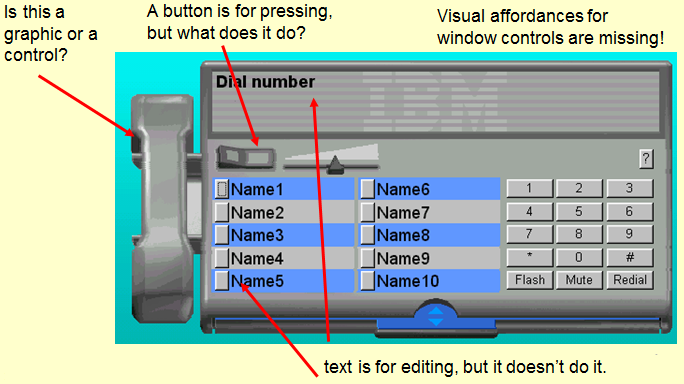 Is this a
graphic or a
control?
A button is for pressing,
but what does it do?
Visual affordances for
window controls are missing!
Dial number
IBM
?
Name1
Name2
Name3
Name4
Name5
Name6
Name7
Name8
Name9
Name10
1 2 3
4 5 6
7 8 9
* 0 #
Flash Mute Redial
text is for editing, but it doesn't do it.